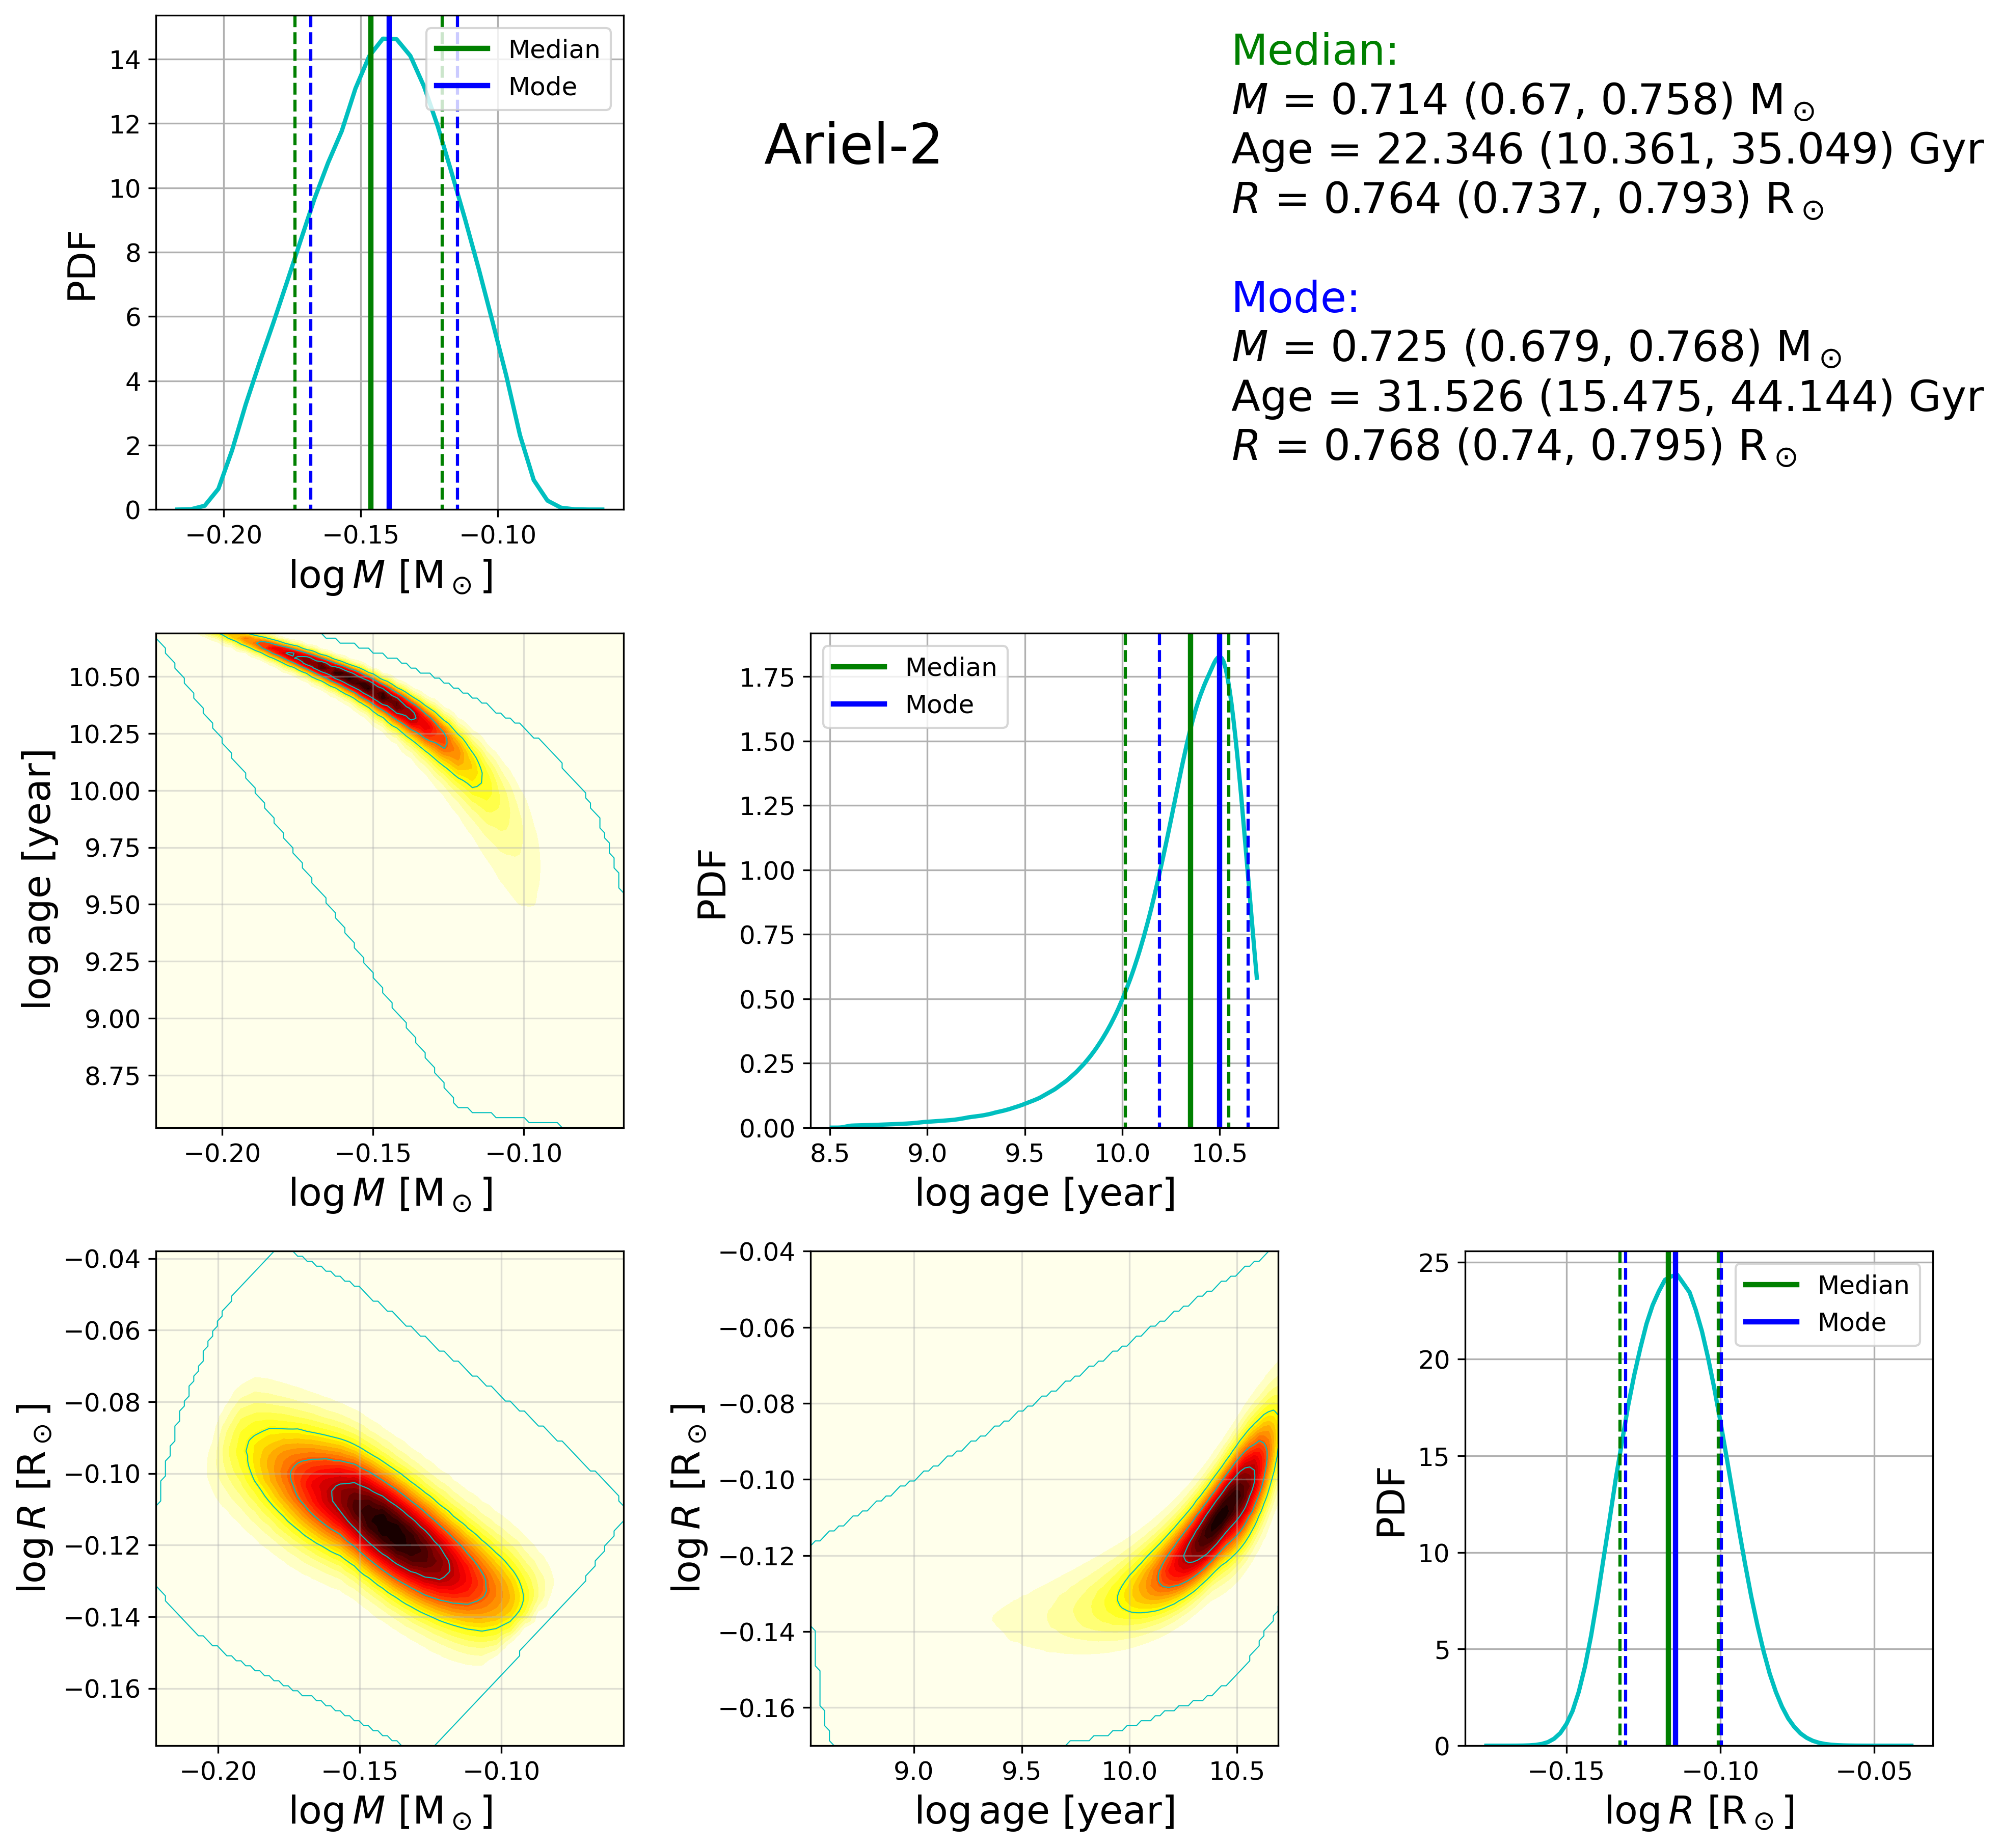 Median
Mode
14
12
10
8
6
4
2
0
PDF
−0.20 −0.15 −0.10
log M [M⊙]
Ariel-2
Median:
M = 0.714 (0.67, 0.758) M⊙
Age = 22.346 (10.361, 35.049) Gyr
R = 0.764 (0.737, 0.793) R⊙
Mode:
M = 0.725 (0.679, 0.768) M⊙
Age = 31.526 (15.475, 44.144) Gyr
R = 0.768 (0.74, 0.795) R⊙
10.50
10.25
10.00
9.75
9.50
9.25
9.00
8.75
log age [year]
−0.20 −0.15 −0.10
log M [M⊙]
Median
Mode
1.75
1.50
1.25
1.00
0.75
0.50
0.25
0.00
PDF
8.5 9.0 9.5 10.0 10.5
log age [year]
−0.04
−0.06
−0.08
−0.10
−0.12
−0.14
−0.16
log R [R⊙]
−0.20 −0.15 −0.10
log M [M⊙]
−0.04
−0.06
−0.08
−0.10
−0.12
−0.14
−0.16
log R [R⊙]
9.0 9.5 10.0 10.5
log age [year]
Median
Mode
25
20
15
10
5
0
PDF
−0.15 −0.10 −0.05
log R [R⊙]